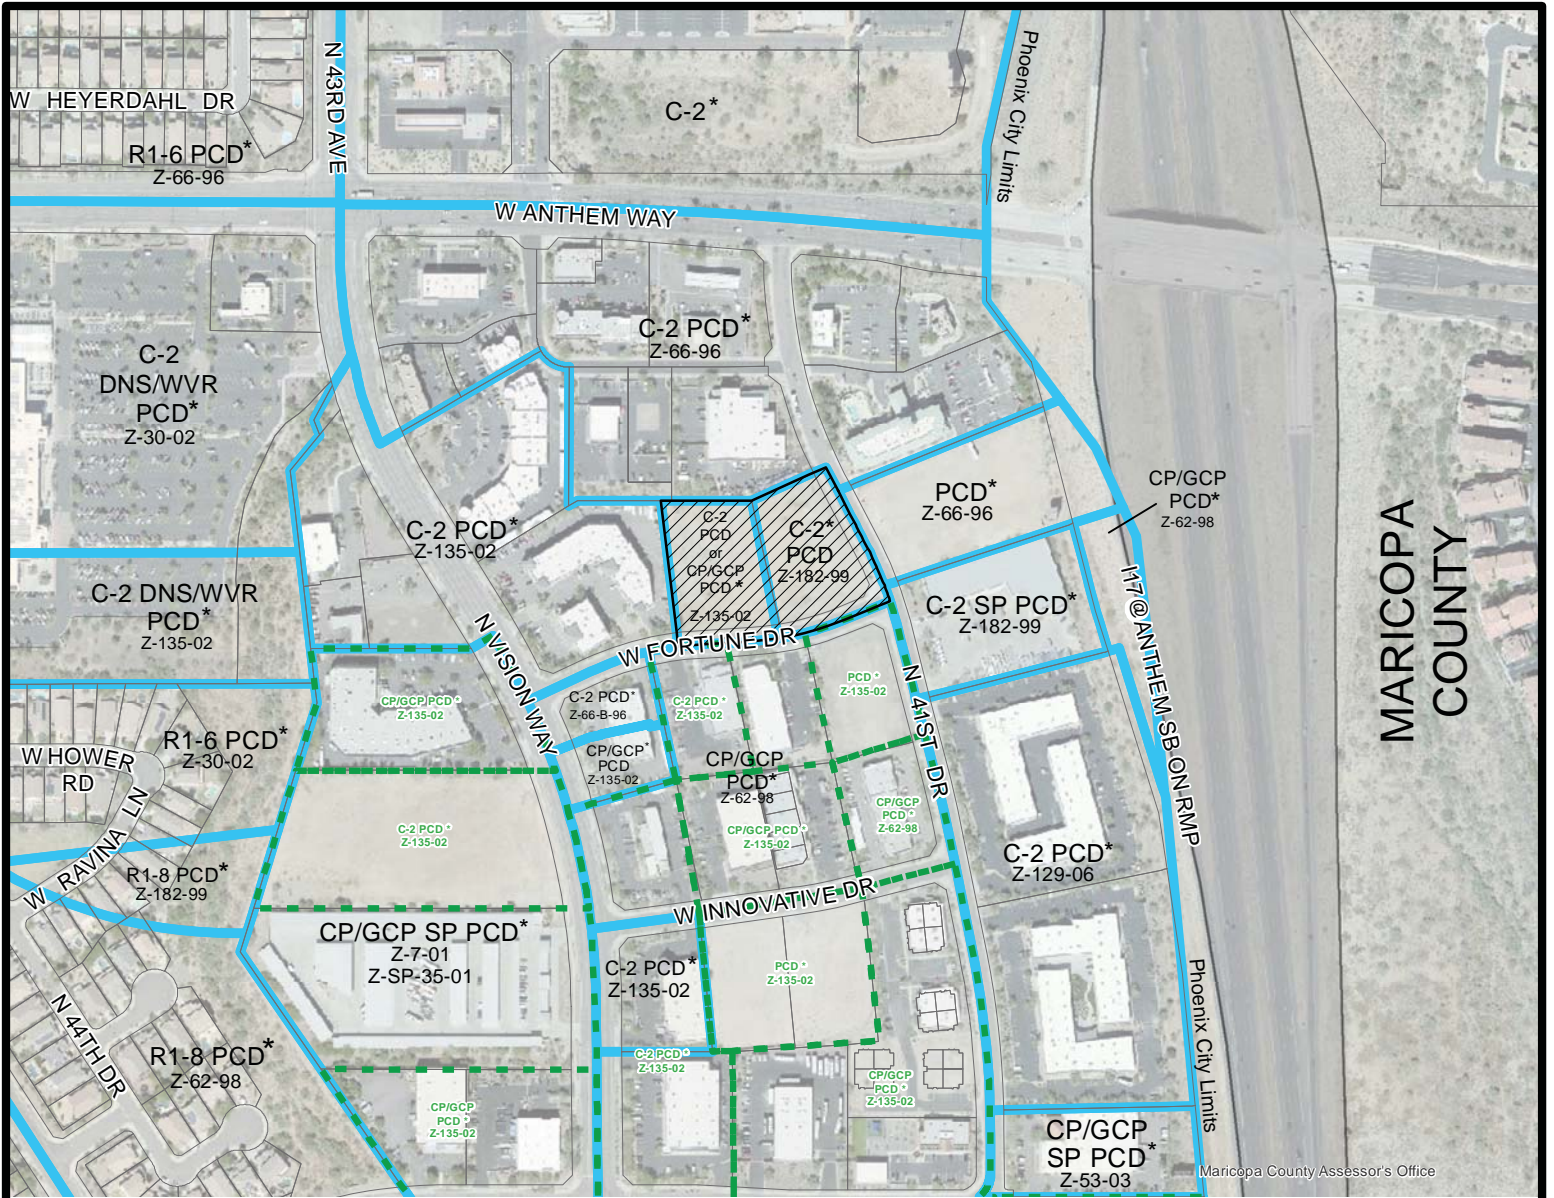 W HEYERDAHL DR
N 43RD AVE
R1-6 PCD*
Z-66-96
C-2*
Phoenix City Limits
W ANTHEM WAY
C-2 PCD*
Z-66-96
C-2
DNS/WVR
PCD*
Z-30-02
C-2 PCD*
Z-135-02
C-2
PCD
or
CP/GCP
PCD*
Z-135-02
C-2*
PCD
Z-182-99
PCD*
Z-66-96
CP/GCP
PCD*
Z-62-98
MARICOPA
COUNTY
C-2 DNS/WVR
PCD*
Z-135-02
C-2 SP PCD*
Z-182-99
I17@ANTHEM SB ON RMP
N VISION WAY
W FORTUNE DR
N 41ST DR
CP/GCP PCD*
Z-135-02
C-2 PCD*
Z-66-B-96
C-2 PCD*
Z-135-02
PCD*
Z-135-02
R1-6 PCD*
Z-30-02
W HOWER
RD
CP/GCP*
PCD
Z-135-02
CP/GCP
PCD*
Z-62-98
W RAVINA LN
C-2 PCD*
Z-135-02
CP/GCP PCD*
Z-135-02
CP/GCP
PCD*
Z-62-98
C-2 PCD*
Z-129-06
R1-8 PCD*
Z-182-99
W INNOVATIVE DR
CP/GCP SP PCD*
Z-7-01
Z-SP-35-01
C-2 PCD*
Z-135-02
PCD*
Z-135-02
N 44TH DR
R1-8 PCD*
Z-62-98
C-2 PCD*
Z-135-02
CP/GCP
PCD*
Z-135-02
CP/GCP
PCD*
Z-135-02
Phoenix City Limits
CP/GCP
SP PCD*
Z-53-03
Maricopa County Assessor's Office